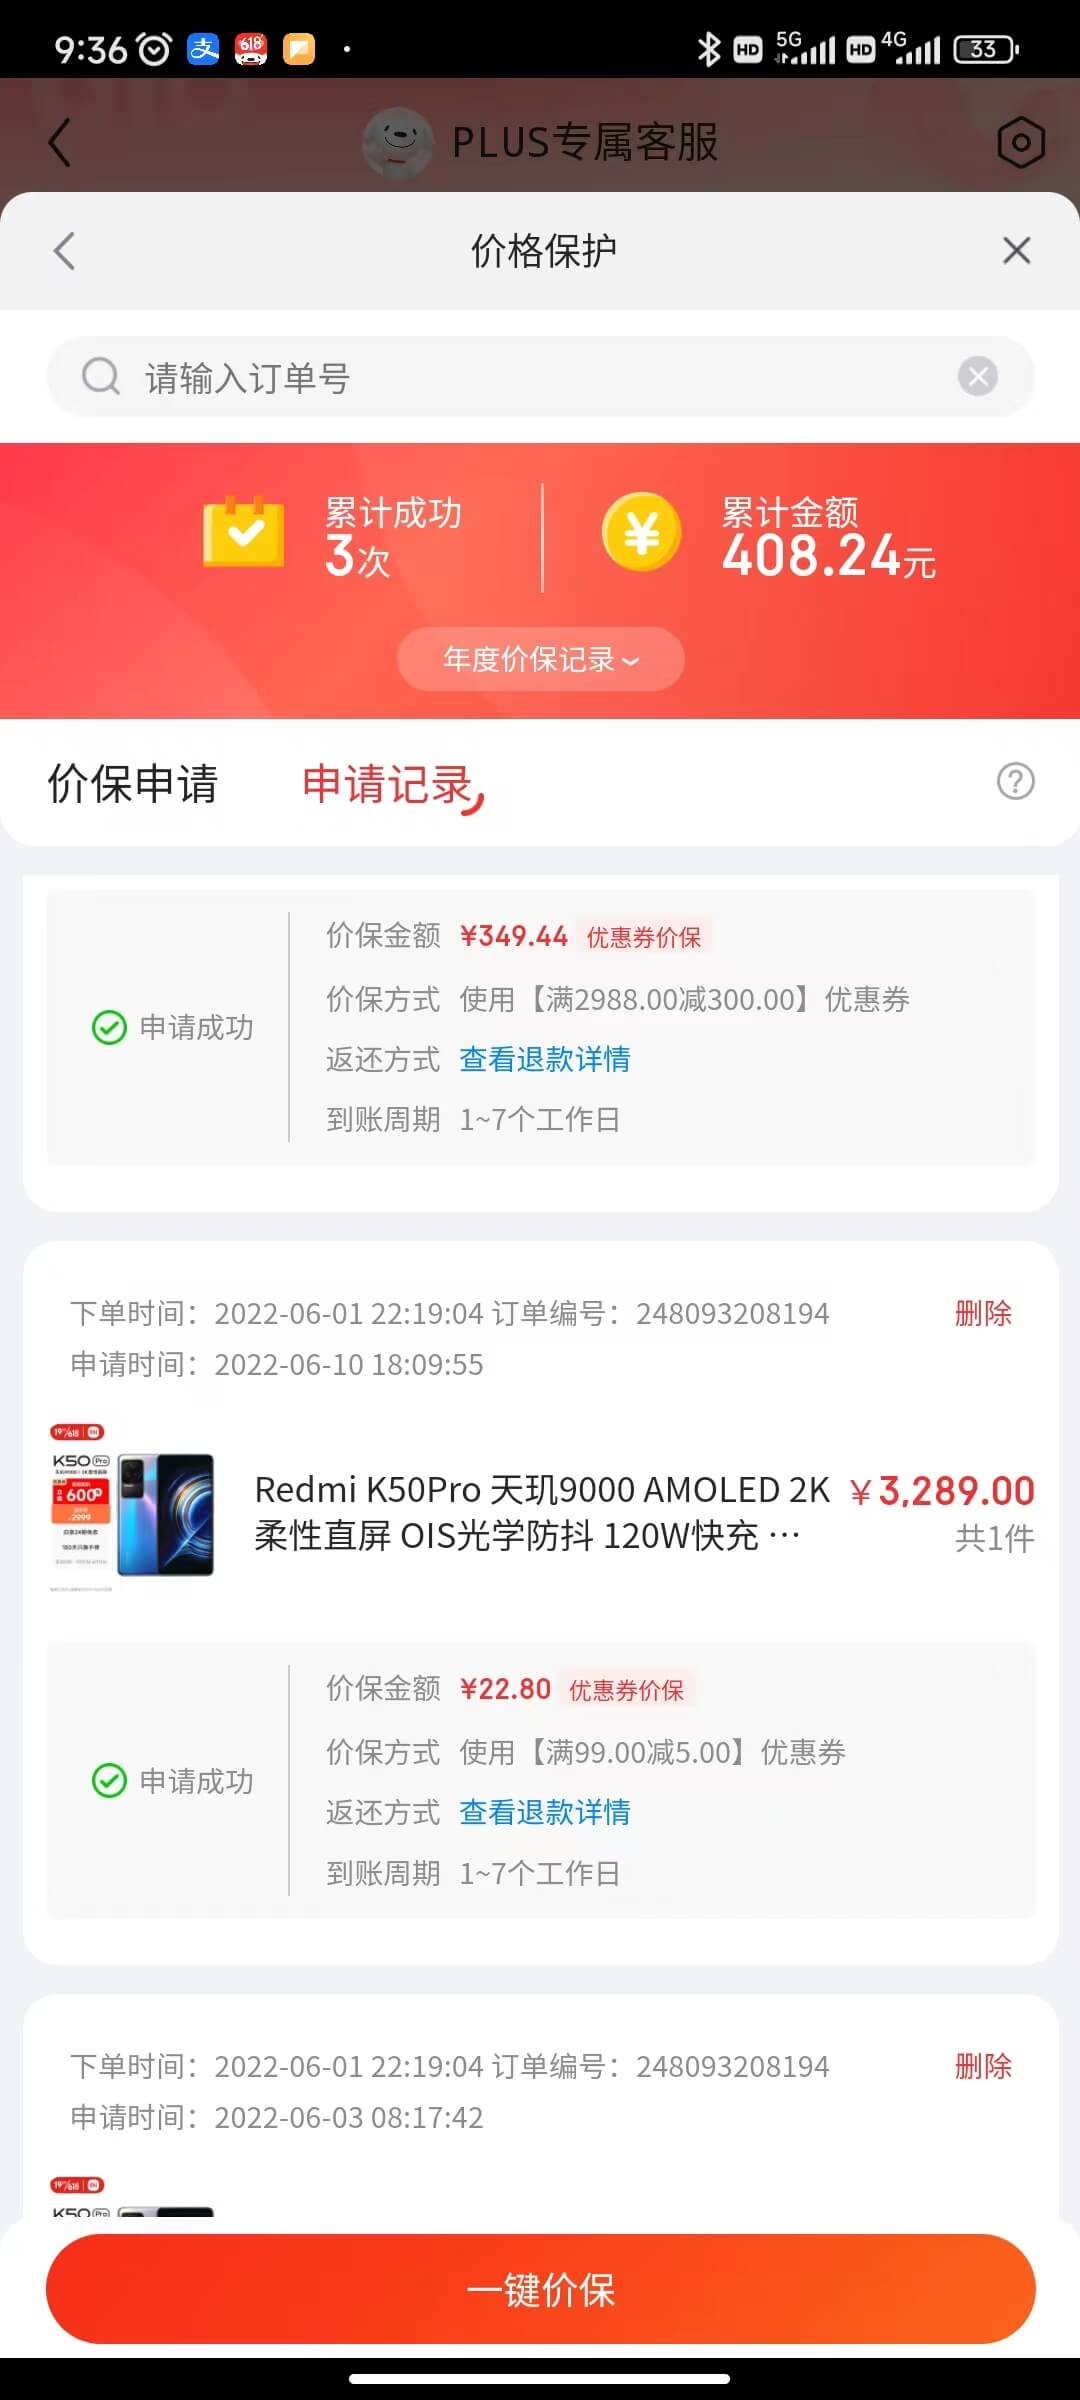 9:36 支 618 HD 5G HD 4G 33
PLUS专属客服
价格保护
请输入订单号
累计成功
3次
累计金额
408.24元
年度价保记录
价保申请 申请记录
申请成功
价保金额 ¥349.44 优惠券价保
价保方式 使用【满2988.00减300.00】优惠券
返还方式 查看退款详情
到账周期 1~7个工作日
下单时间：2022-06-01 22:19:04 订单编号：248093208194 删除
申请时间：2022-06-10 18:09:55
K50 Pro
600
2999
Redmi K50Pro 天玑9000 AMOLED 2K ¥3,289.00
柔性直屏 OIS光学防抖 120W快充 … 共1件
申请成功
价保金额 ¥22.80 优惠券价保
价保方式 使用【满99.00减5.00】优惠券
返还方式 查看退款详情
到账周期 1~7个工作日
下单时间：2022-06-01 22:19:04 订单编号：248093208194 删除
申请时间：2022-06-03 08:17:42
K50 Pro
一键价保